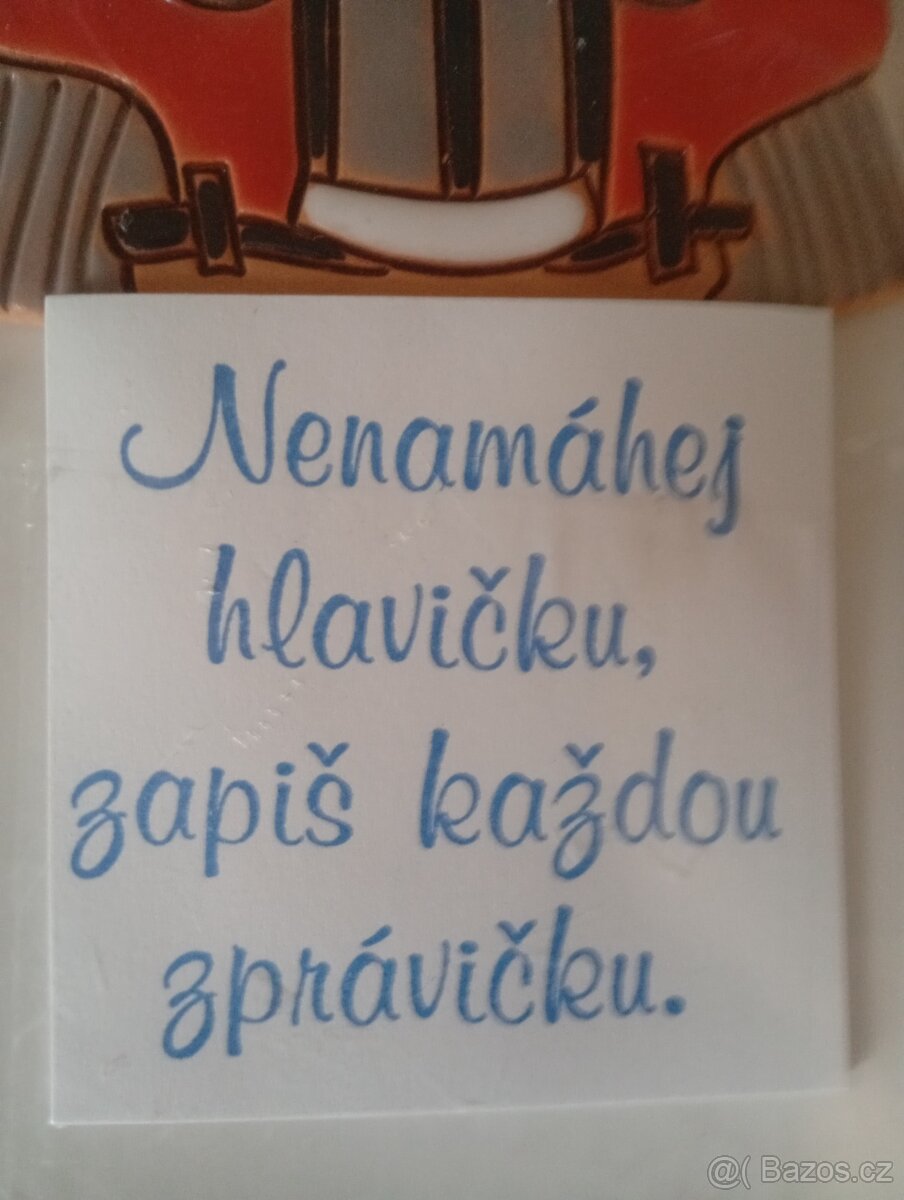 Nenamáhej
hlavičku,
zapiš každou
zprávičku.
@( Bazos.cz